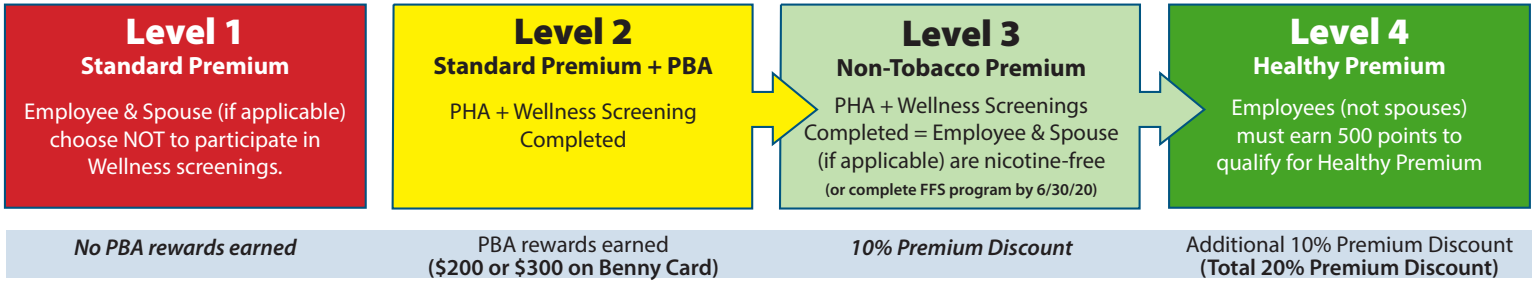 Level 1
Standard Premium
Employee & Spouse (if applicable)
choose NOT to participate in
Wellness screenings.
Level 2
Standard Premium + PBA
PHA + Wellness Screening
Completed
Level 3
Non-Tobacco Premium
PHA + Wellness Screenings
Completed = Employee & Spouse
(if applicable) are nicotine-free
(or complete FFS program by 6/30/20)
Level 4
Healthy Premium
Employees (not spouses)
must earn 500 points to
qualify for Healthy Premium
No PBA rewards earned
PBA rewards earned
($200 or $300 on Benny Card)
10% Premium Discount
Additional 10% Premium Discount
(Total 20% Premium Discount)